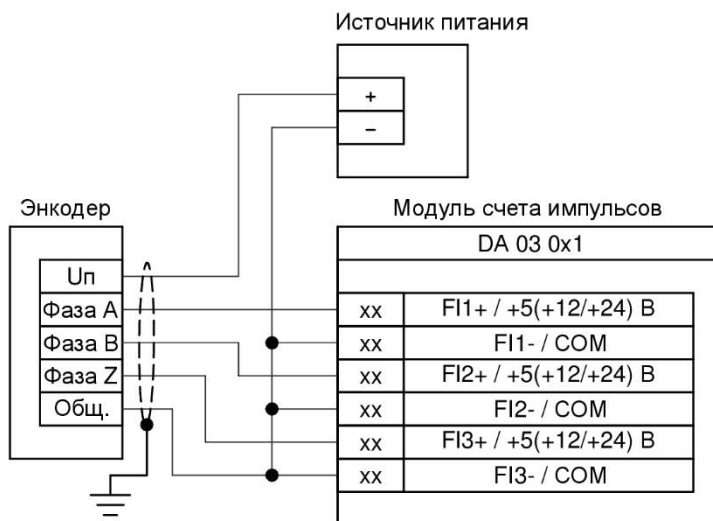 Источник питания
+
−
Энкодер
Uп
Фаза A
Фаза B
Фаза Z
Общ.
Модуль счета импульсов
DA 03 0x1
xx FI1+ / +5(+12/+24) В
xx FI1- / COM
xx FI2+ / +5(+12/+24) В
xx FI2- / COM
xx FI3+ / +5(+12/+24) В
xx FI3- / COM